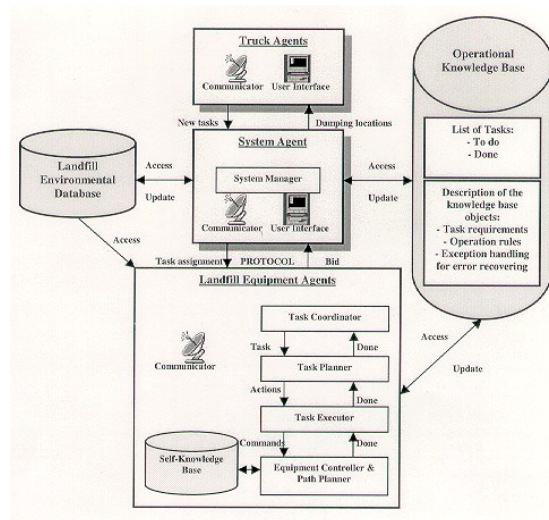 Truck Agents
Communicator User Interface
New tasks Dumping locations
System Agent
System Manager
Communicator User Interface
Task assignment PROTOCOL Bid
Landfill
Environmental
Database
Access
Update
Access
Access
Update
Operational
Knowledge Base
List of Tasks:
- To do
- Done
Description of the
knowledge base
objects:
- Task requirements
- Operation rules
- Exception handling
for error recovering
Access
Update
Landfill Equipment Agents
Communicator
Task Coordinator
Task Done
Task Planner
Actions Done
Task Executor
Commands Done
Equipment Controller &
Path Planner
Self-Knowledge
Base